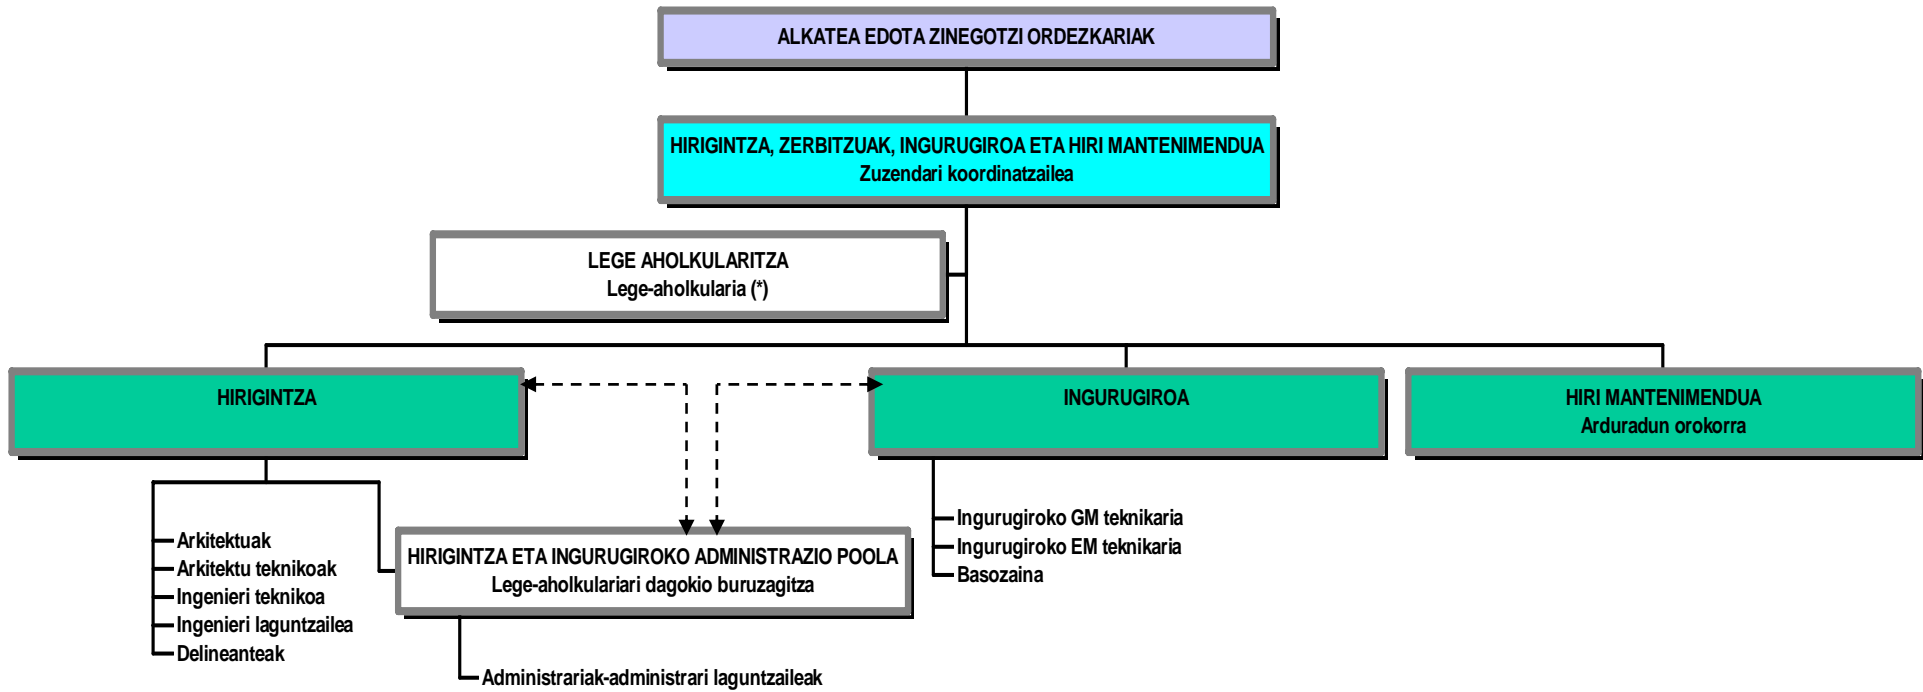 ALKATEA EDOTA ZINEGOTZI ORDEZKARIAK
HIRIGINTZA, ZERBITZUAK, INGURUGIROA ETA HIRI MANTENIMENDUA
Zuzendari koordinatzailea
LEGE AHOLKULARITZA
Lege-aholkularia (*)
HIRIGINTZA
INGURUGIROA
HIRI MANTENIMENDUA
Arduradun orokorra
Arkitektuak
Arkitektu teknikoak
Ingenieri teknikoa
Ingenieri laguntzailea
Delineanteak
HIRIGINTZA ETA INGURUGIROKO ADMINISTRAZIO POOLA
Lege-aholkulariari dagokio buruzagitza
Administrariak-administrari laguntzaileak
Ingurugiroko GM teknikaria
Ingurugiroko EM teknikaria
Basozaina